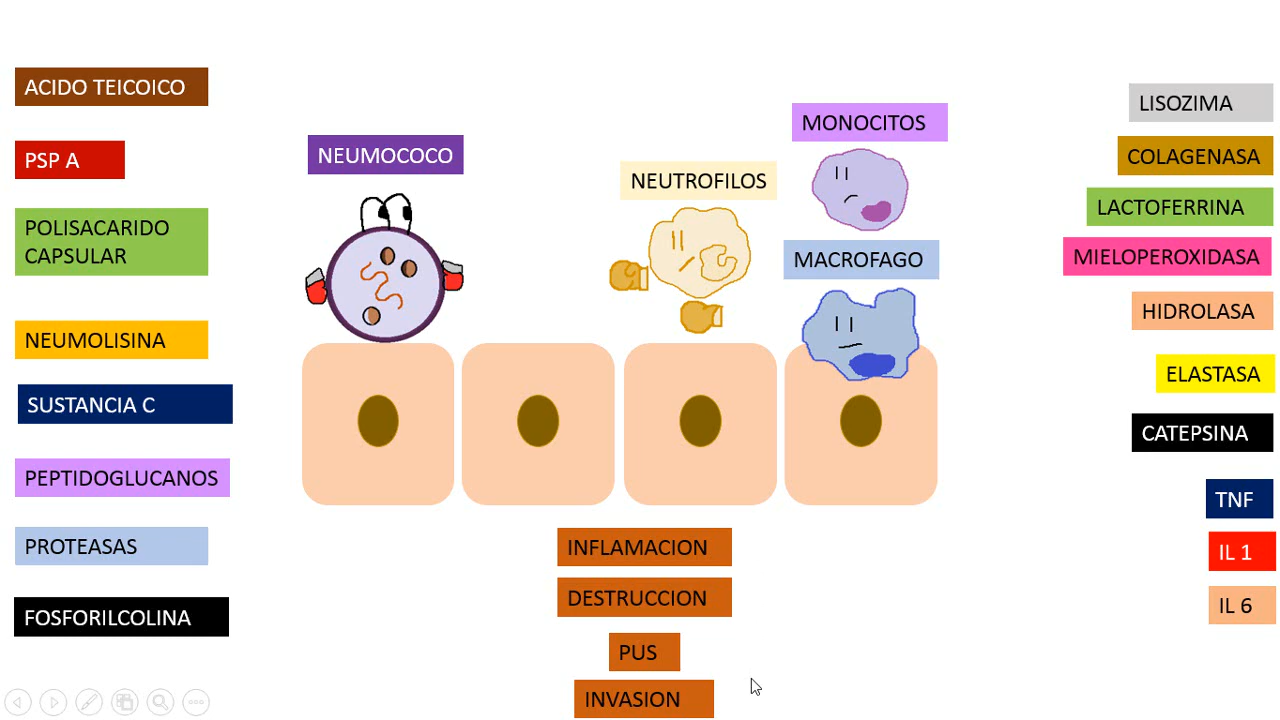 ACIDO TEICOICO
PSP A
POLISACARIDO
CAPSULAR
NEUMOLISINA
SUSTANCIA C
PEPTIDOGLUCANOS
PROTEASAS
FOSFORILCOLINA
NEUMOCOCO
NEUTROFILOS
MONOCITOS
MACROFAGO
INFLAMACION
DESTRUCCION
PUS
INVASION
LISOZIMA
COLAGENASA
LACTOFERRINA
MIELOPEROXIDASA
HIDROLASA
ELASTASA
CATEPSINA
TNF
IL 1
IL 6